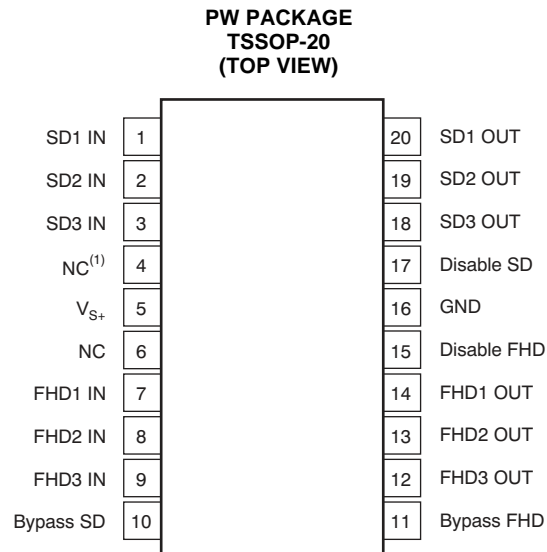 PW PACKAGE
TSSOP-20
(TOP VIEW)
SD1 IN 1 20 SD1 OUT
SD2 IN 2 19 SD2 OUT
SD3 IN 3 18 SD3 OUT
NC(1) 4 17 Disable SD
VS+ 5 16 GND
NC 6 15 Disable FHD
FHD1 IN 7 14 FHD1 OUT
FHD2 IN 8 13 FHD2 OUT
FHD3 IN 9 12 FHD3 OUT
Bypass SD 10 11 Bypass FHD